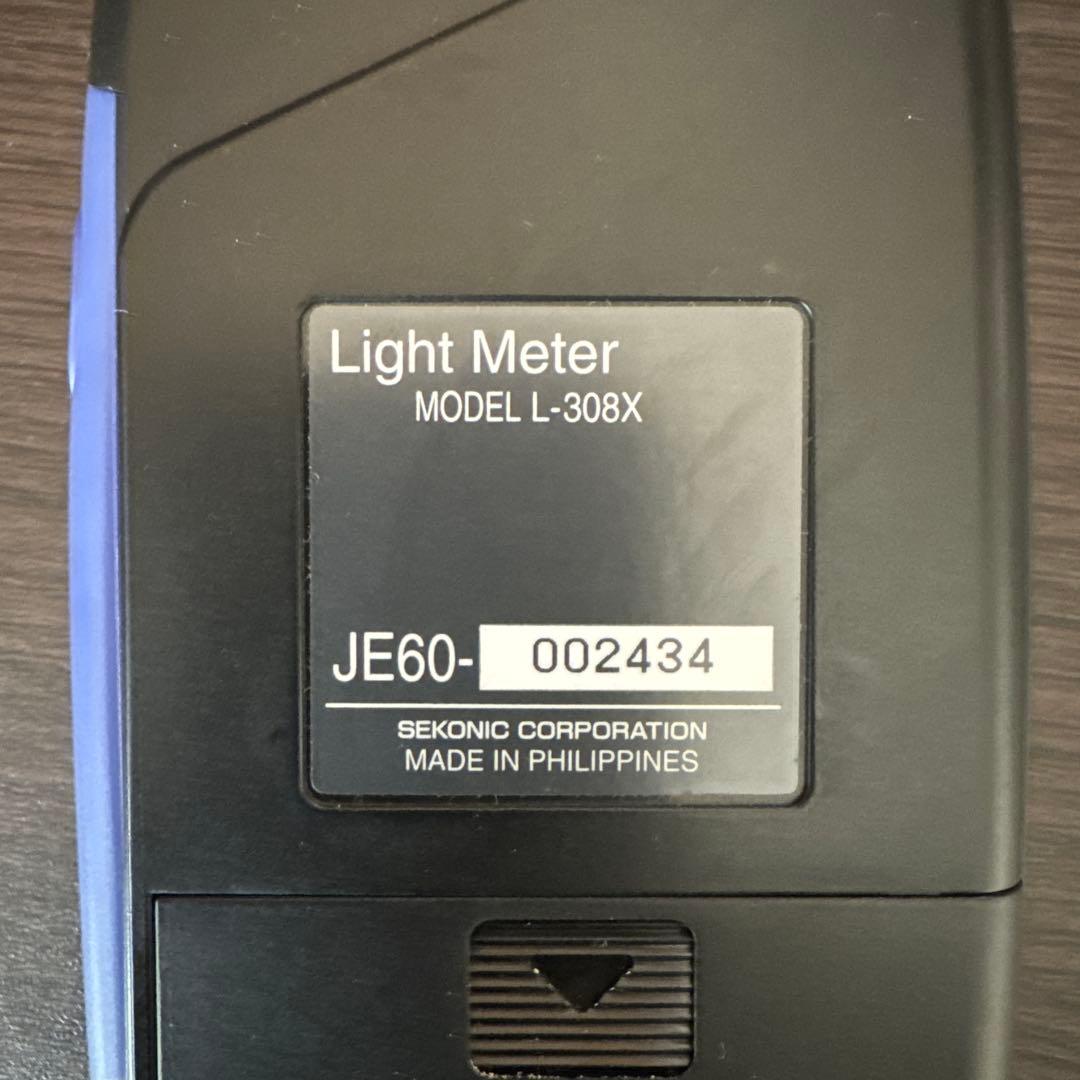 Light Meter
MODEL L-308X
JE60- 002434
SEKONIC CORPORATION
MADE IN PHILIPPINES